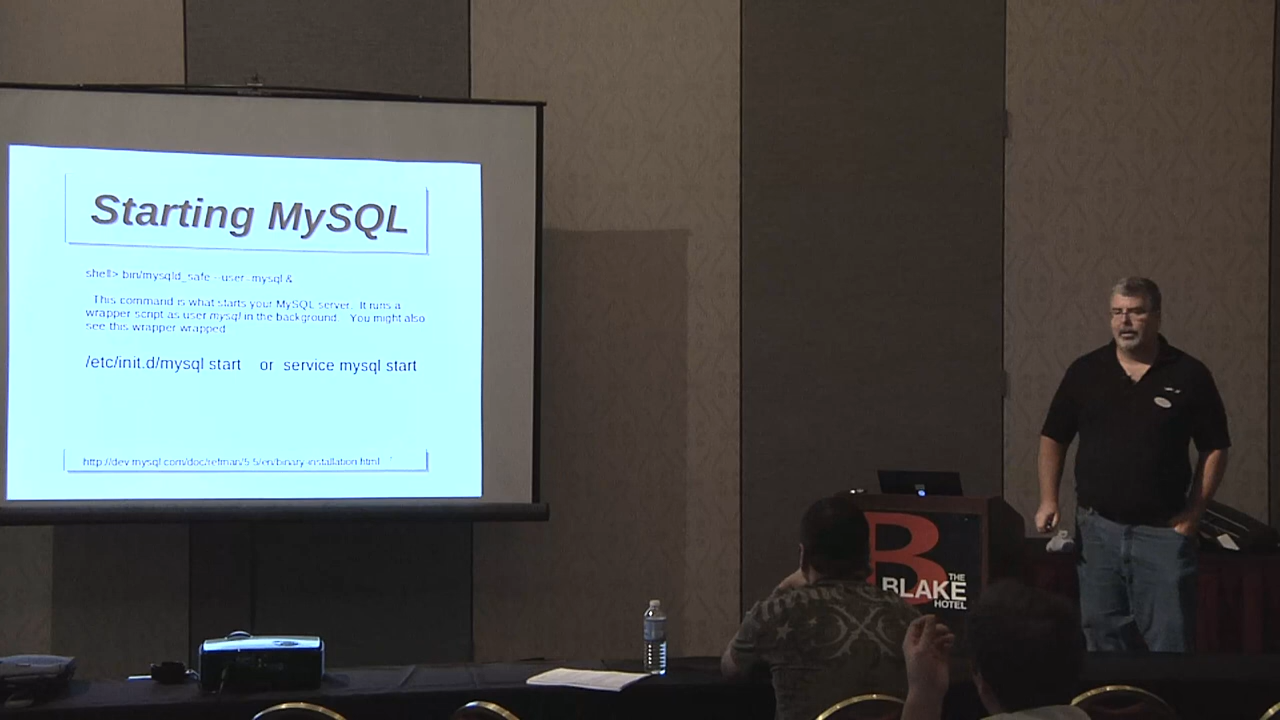 Starting MySQL
shell> bin/mysqld_safe --user=mysql &
This command is what starts your MySQL server. It runs a
wrapper script as user mysql in the background. You might also
see this wrapper wrapped
/etc/init.d/mysql start or service mysql start
http://dev.mysql.com/doc/refman/5.5/en/binary-installation.html
B
THE
BLAKE
HOTEL